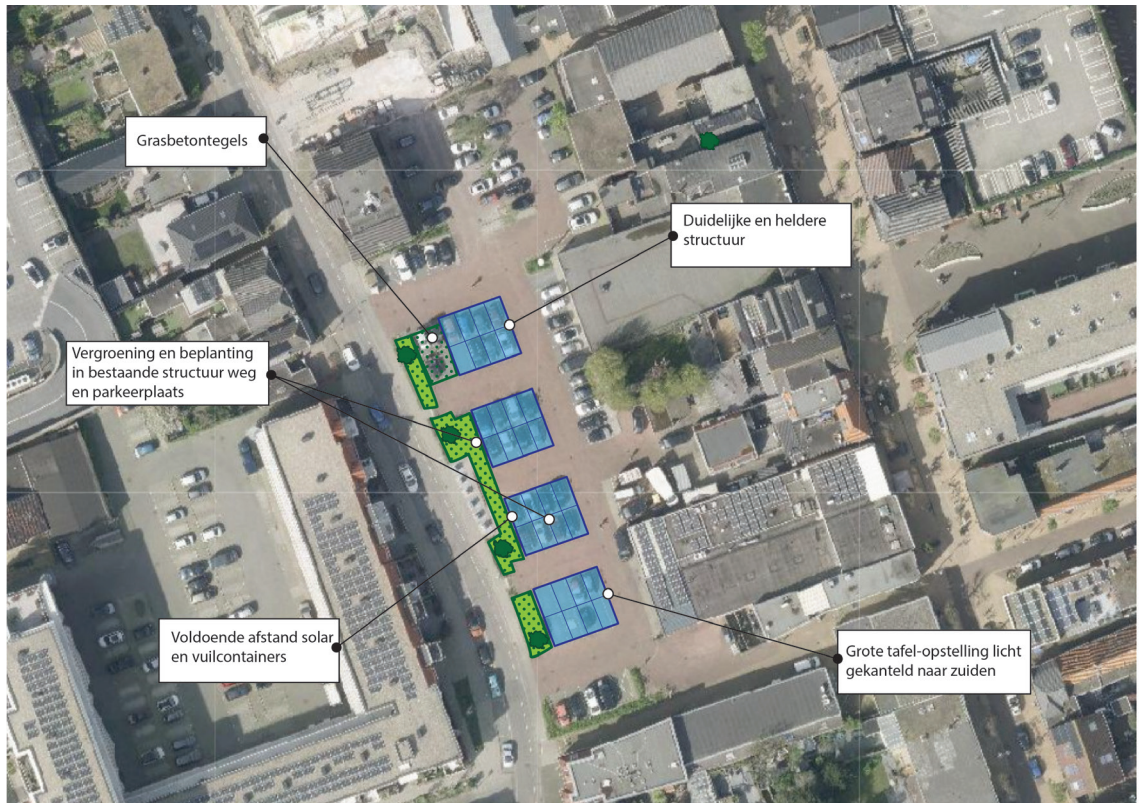 Grasbetontegels
Duidelijke en heldere
structuur
Vergroening en beplanting
in bestaande structuur weg
en parkeerplaats
Voldoende afstand solar
en vuilcontainers
Grote tafel-opstelling licht
gekanteld naar zuiden